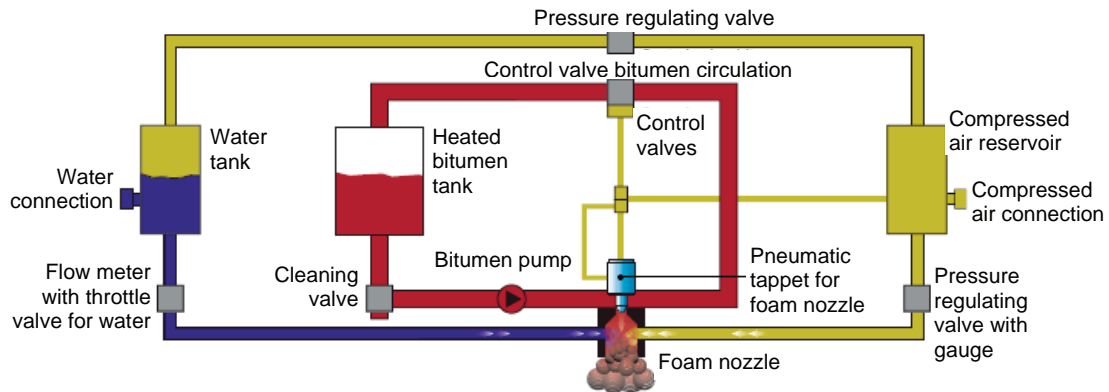 Pressure regulating valve
Control valve bitumen circulation
Water
tank
Heated
bitumen
tank
Control
valves
Compressed
air reservoir
Water
connection
Compressed
air connection
Flow meter
with throttle
valve for water
Cleaning
valve
Bitumen pump
Pneumatic
tappet for
foam nozzle
Pressure
regulating
valve with
gauge
Foam nozzle